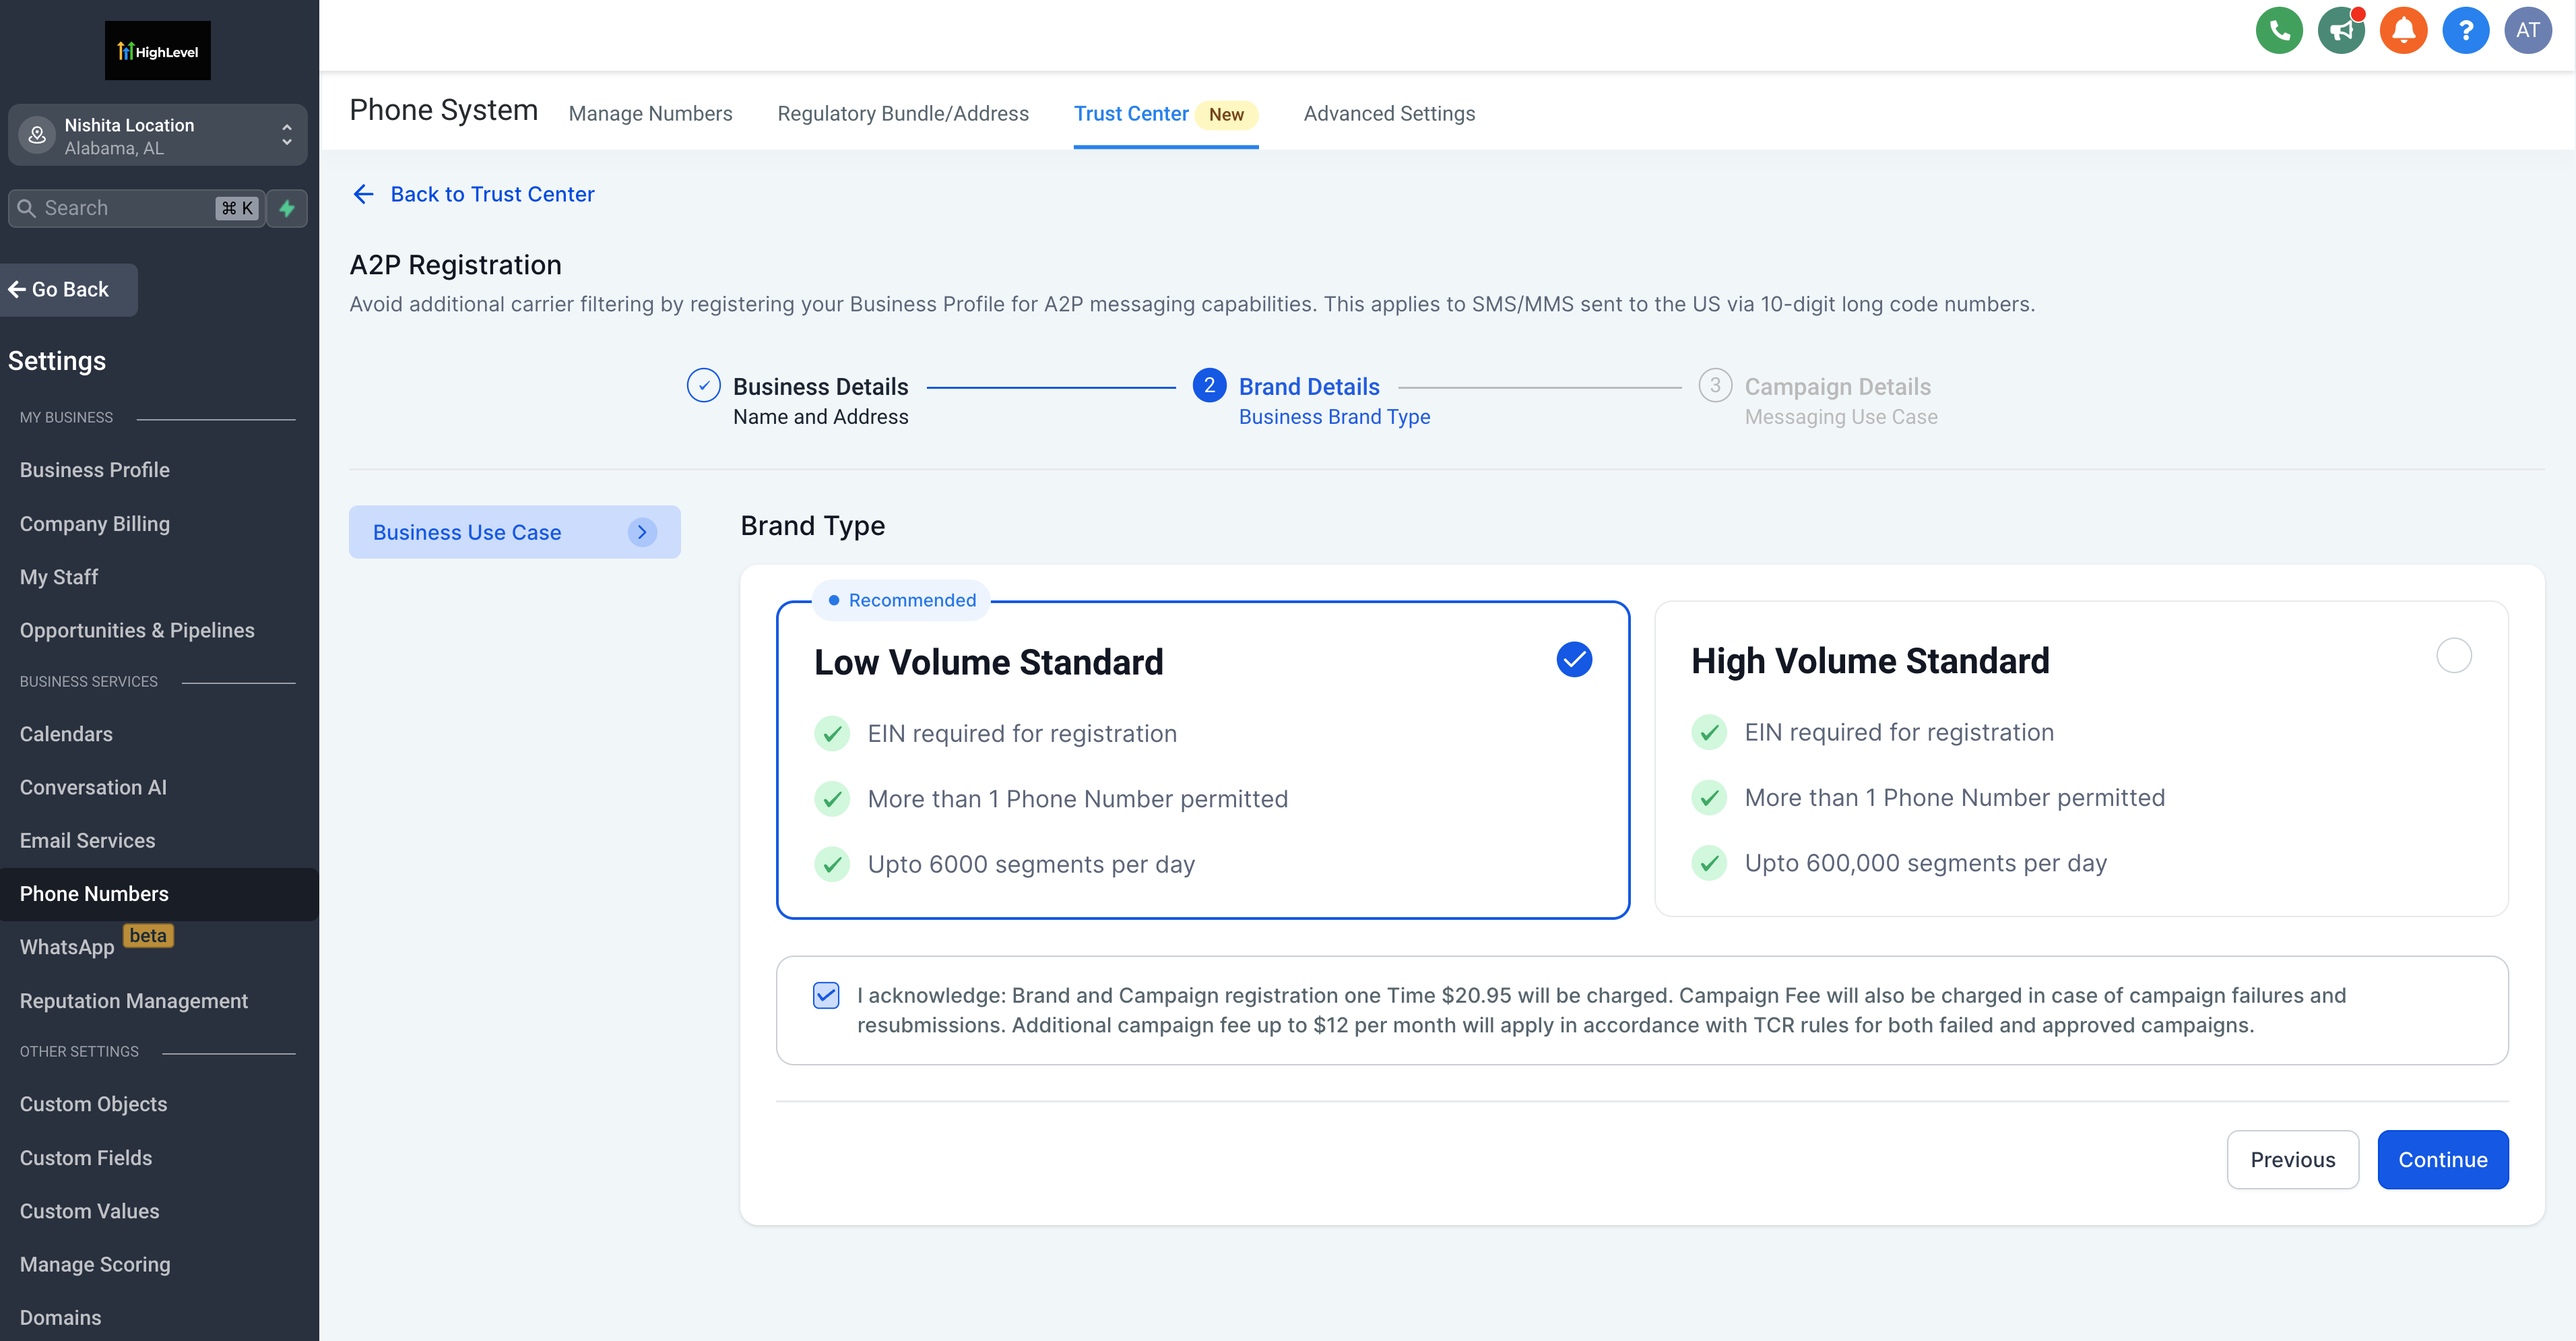 HighLevel
Nishita Location
Alabama, AL
Search
⌘ K
Go Back
Settings
MY BUSINESS
Business Profile
Company Billing
My Staff
Opportunities & Pipelines
BUSINESS SERVICES
Calendars
Conversation AI
Email Services
Phone Numbers
WhatsApp beta
Reputation Management
OTHER SETTINGS
Custom Objects
Custom Fields
Custom Values
Manage Scoring
Domains
? AT
Phone System Manage Numbers Regulatory Bundle/Address Trust Center New Advanced Settings
Back to Trust Center
A2P Registration
Avoid additional carrier filtering by registering your Business Profile for A2P messaging capabilities. This applies to SMS/MMS sent to the US via 10-digit long code numbers.
Business Details
Name and Address
2 Brand Details
Business Brand Type
3 Campaign Details
Messaging Use Case
Business Use Case
Brand Type
Recommended
Low Volume Standard
EIN required for registration
More than 1 Phone Number permitted
Upto 6000 segments per day
High Volume Standard
EIN required for registration
More than 1 Phone Number permitted
Upto 600,000 segments per day
I acknowledge: Brand and Campaign registration one Time $20.95 will be charged. Campaign Fee will also be charged in case of campaign failures and
resubmissions. Additional campaign fee up to $12 per month will apply in accordance with TCR rules for both failed and approved campaigns.
Previous
Continue